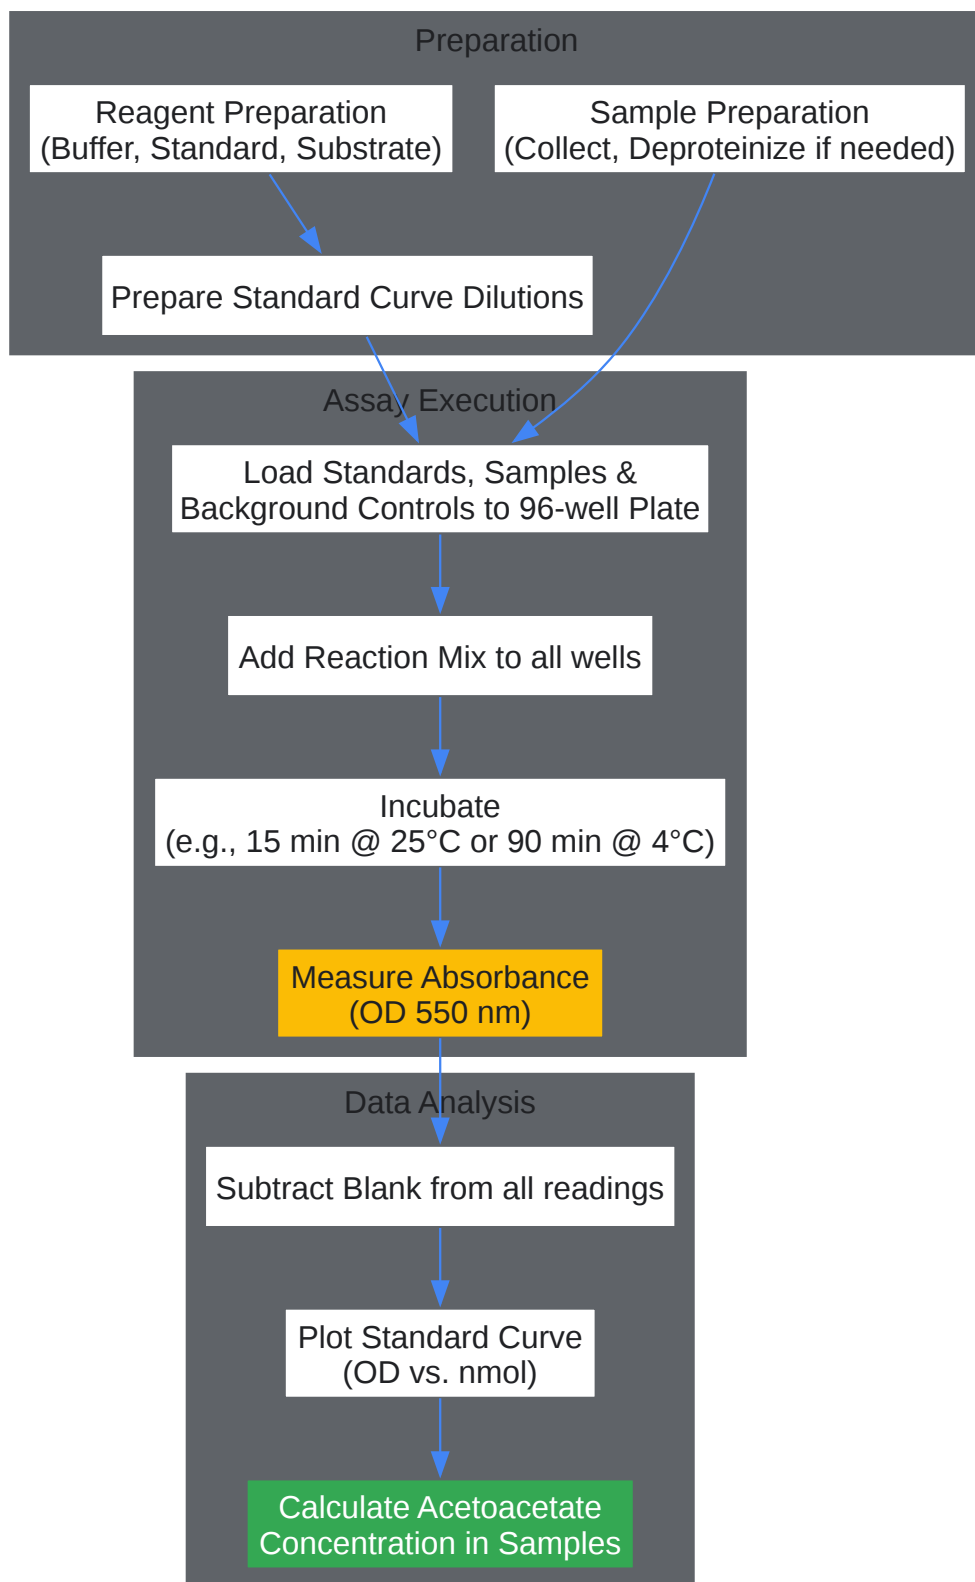 Preparation
Reagent Preparation
(Buffer, Standard, Substrate)
Sample Preparation
(Collect, Deproteinize if needed)
Prepare Standard Curve Dilutions
Assay Execution
Load Standards, Samples &
Background Controls to 96-well Plate
Add Reaction Mix to all wells
Incubate
(e.g., 15 min @ 25°C or 90 min @ 4°C)
Measure Absorbance
(OD 550 nm)
Data Analysis
Subtract Blank from all readings
Plot Standard Curve
(OD vs. nmol)
Calculate Acetoacetate
Concentration in Samples